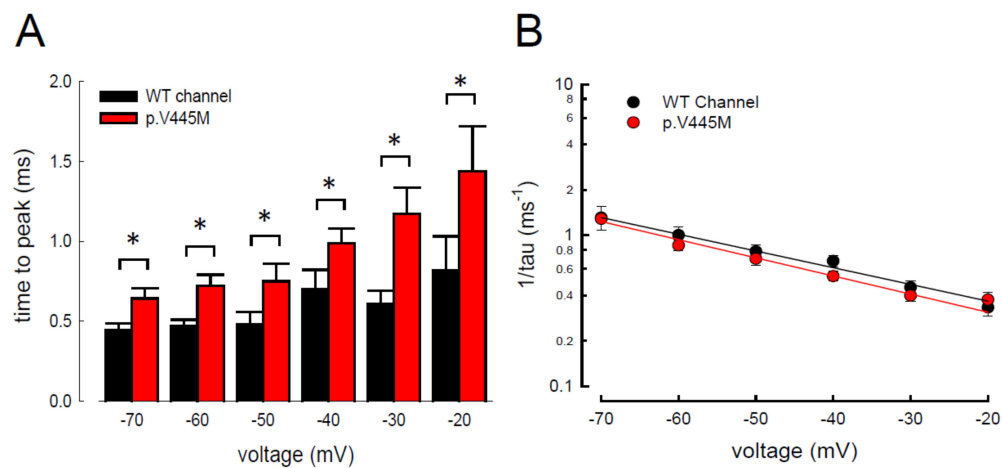 A
time to peak (ms)
2.0
1.5
1.0
0.5
0.0
WT channel
p.V445M
* * * * * *
-70 -60 -50 -40 -30 -20
voltage (mV)
B
1/tau (ms-1)
10
8
6
4
2
1
0.8
0.6
0.4
0.2
0.1
WT Channel
p.V445M
-70 -60 -50 -40 -30 -20
voltage (mV)